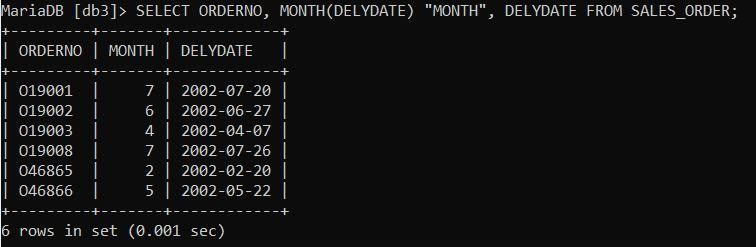 MariaDB [db3]> SELECT ORDERNO, MONTH(DELYDATE) "MONTH", DELYDATE FROM SALES_ORDER;
+---------+-------+------------+
| ORDERNO | MONTH | DELYDATE   |
+---------+-------+------------+
| O19001  |     7 | 2002-07-20 |
| O19002  |     6 | 2002-06-27 |
| O19003  |     4 | 2002-04-07 |
| O19008  |     7 | 2002-07-26 |
| O46865  |     2 | 2002-02-20 |
| O46866  |     5 | 2002-05-22 |
+---------+-------+------------+
6 rows in set (0.001 sec)